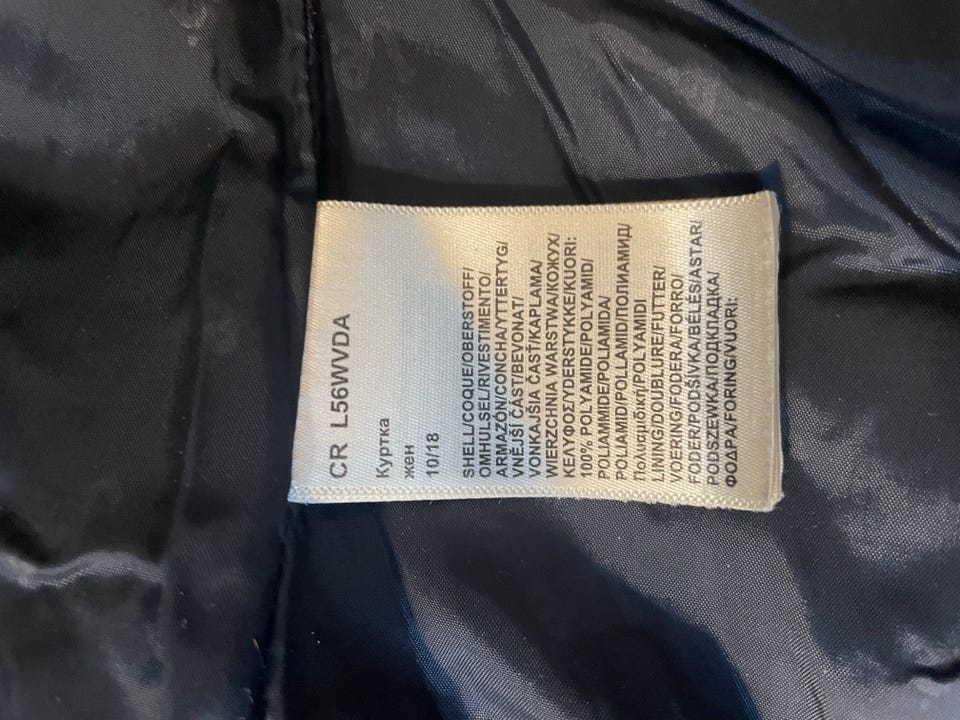 CR L56WVDA
Куртка
жен
10/18
SHELL/COQUE/OBERSTOFF/
OMHULSEL/RIVESTIMENTO/
ARMAZÓN/CONCHA/YTTERTYG/
VNĚJŠÍ ČÁST/BEVONAT/
VONKAJŠIA ČASŤ/KAPLAMA/
WIERZCHNIA WARSTWA/КОЖУХ/
ΚΕΛΥΦΟΣ/YDERSTYKKE/KUORI:
100% POLYAMIDE/POLYAMID/
POLIAMMIDE/POLIAMIDA/
POLIAMID/POLLAMID/ПОЛИАМИД/
Πολυαμιδική/POLYAMIDI
LINING/DOUBLURE/FUTTER/
VOERING/FODERA/FORRO/
FODER/PODŠÍVKA/BÉLÉS/ASTAR/
PODSZEWKA/ПОДКЛАДКА/
ΦΟΔΡΑ/FORING/VUORI: